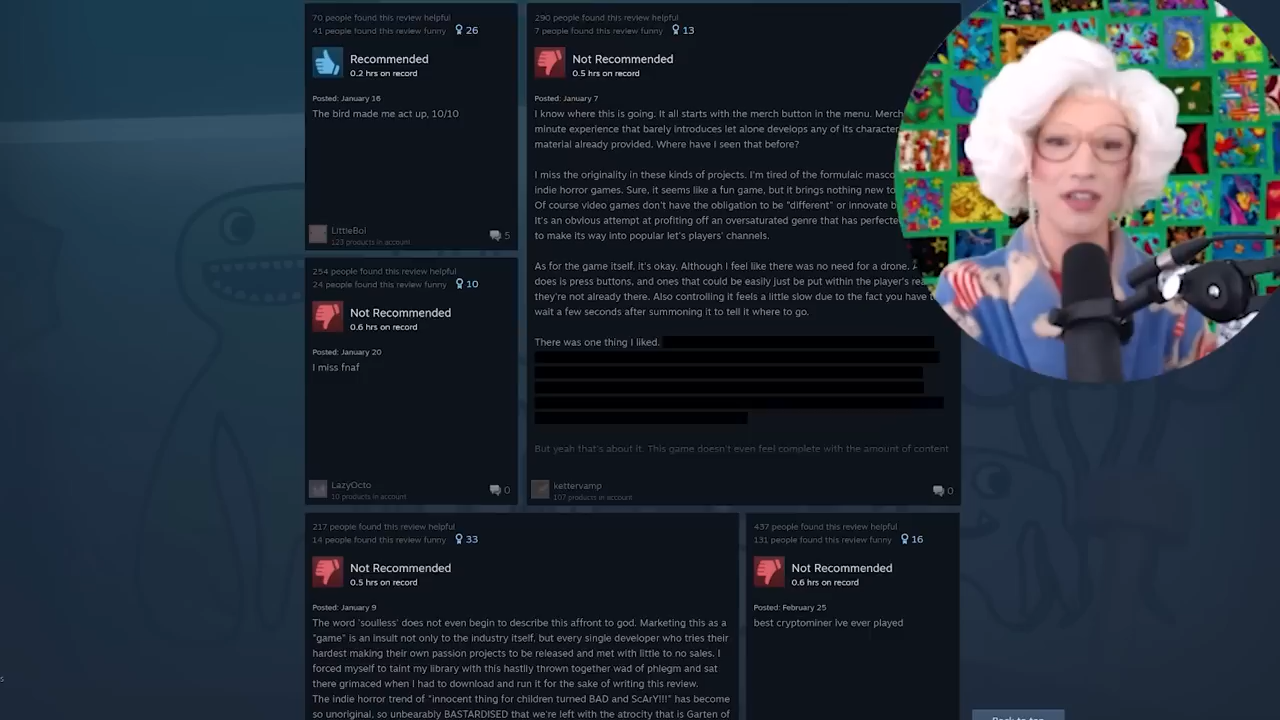 70 people found this review helpful
41 people found this review funny 26
Recommended
0.2 hrs on record
Posted: January 16
The bird made me act up, 10/10
LittleBoi
123 products in account
5
290 people found this review helpful
7 people found this review funny 13
Not Recommended
0.5 hrs on record
Posted: January 7
I know where this is going. It all starts with the merch button in the menu. Merch
minute experience that barely introduces let alone develops any of its character
material already provided. Where have I seen that before?
I miss the originality in these kinds of projects. I'm tired of the formulaic masco
indie horror games. Sure, it seems like a fun game, but it brings nothing new to
Of course video games don't have the obligation to be "different" or innovate b
It's an obvious attempt at profiting off an oversaturated genre that has perfecte
to make its way into popular let's players' channels.
As for the game itself, it's okay. Although I feel like there was no need for a drone.
does is press buttons, and ones that could be easily just be put within the player's rea
they're not already there. Also controlling it feels a little slow due to the fact you have t
wait a few seconds after summoning it to tell it where to go.
There was one thing I liked.
But yeah that's about it. This game doesn't even feel complete with the amount of content
kettervamp
107 products in account
0
254 people found this review helpful
24 people found this review funny 10
Not Recommended
0.6 hrs on record
Posted: January 20
I miss fnaf
LazyOcto
10 products in account
0
217 people found this review helpful
14 people found this review funny 33
Not Recommended
0.5 hrs on record
Posted: January 9
The word 'soulless' does not even begin to describe this affront to god. Marketing this as a
"game" is an insult not only to the industry itself, but every single developer who tries their
hardest making their own passion projects to be released and met with little to no sales. I
forced myself to taint my library with this hastily thrown together wad of phlegm and sat
there grimaced when I had to download and run it for the sake of writing this review.
The indie horror trend of "innocent thing for children turned BAD and ScArY!!!" has become
so unoriginal, so unbearably BASTARDISED that we're left with the atrocity that is Garten of
437 people found this review helpful
131 people found this review funny 16
Not Recommended
0.6 hrs on record
Posted: February 25
best cryptominer ive ever played
Back to top
s